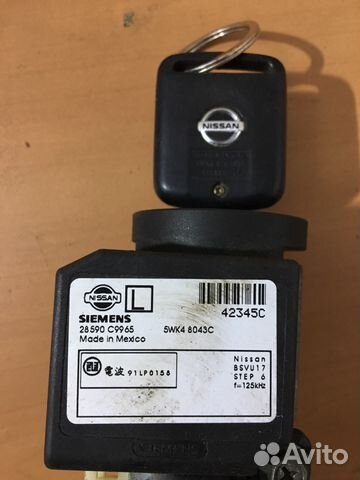 NISSAN
NISSAN
L
42345C
SIEMENS
28590 C9965 5WK4 8043C
Made in Mexico
電波 91LP0158
Nissan
BSVU17
STEP 6
f=125kHz
SIEMENS
Avito